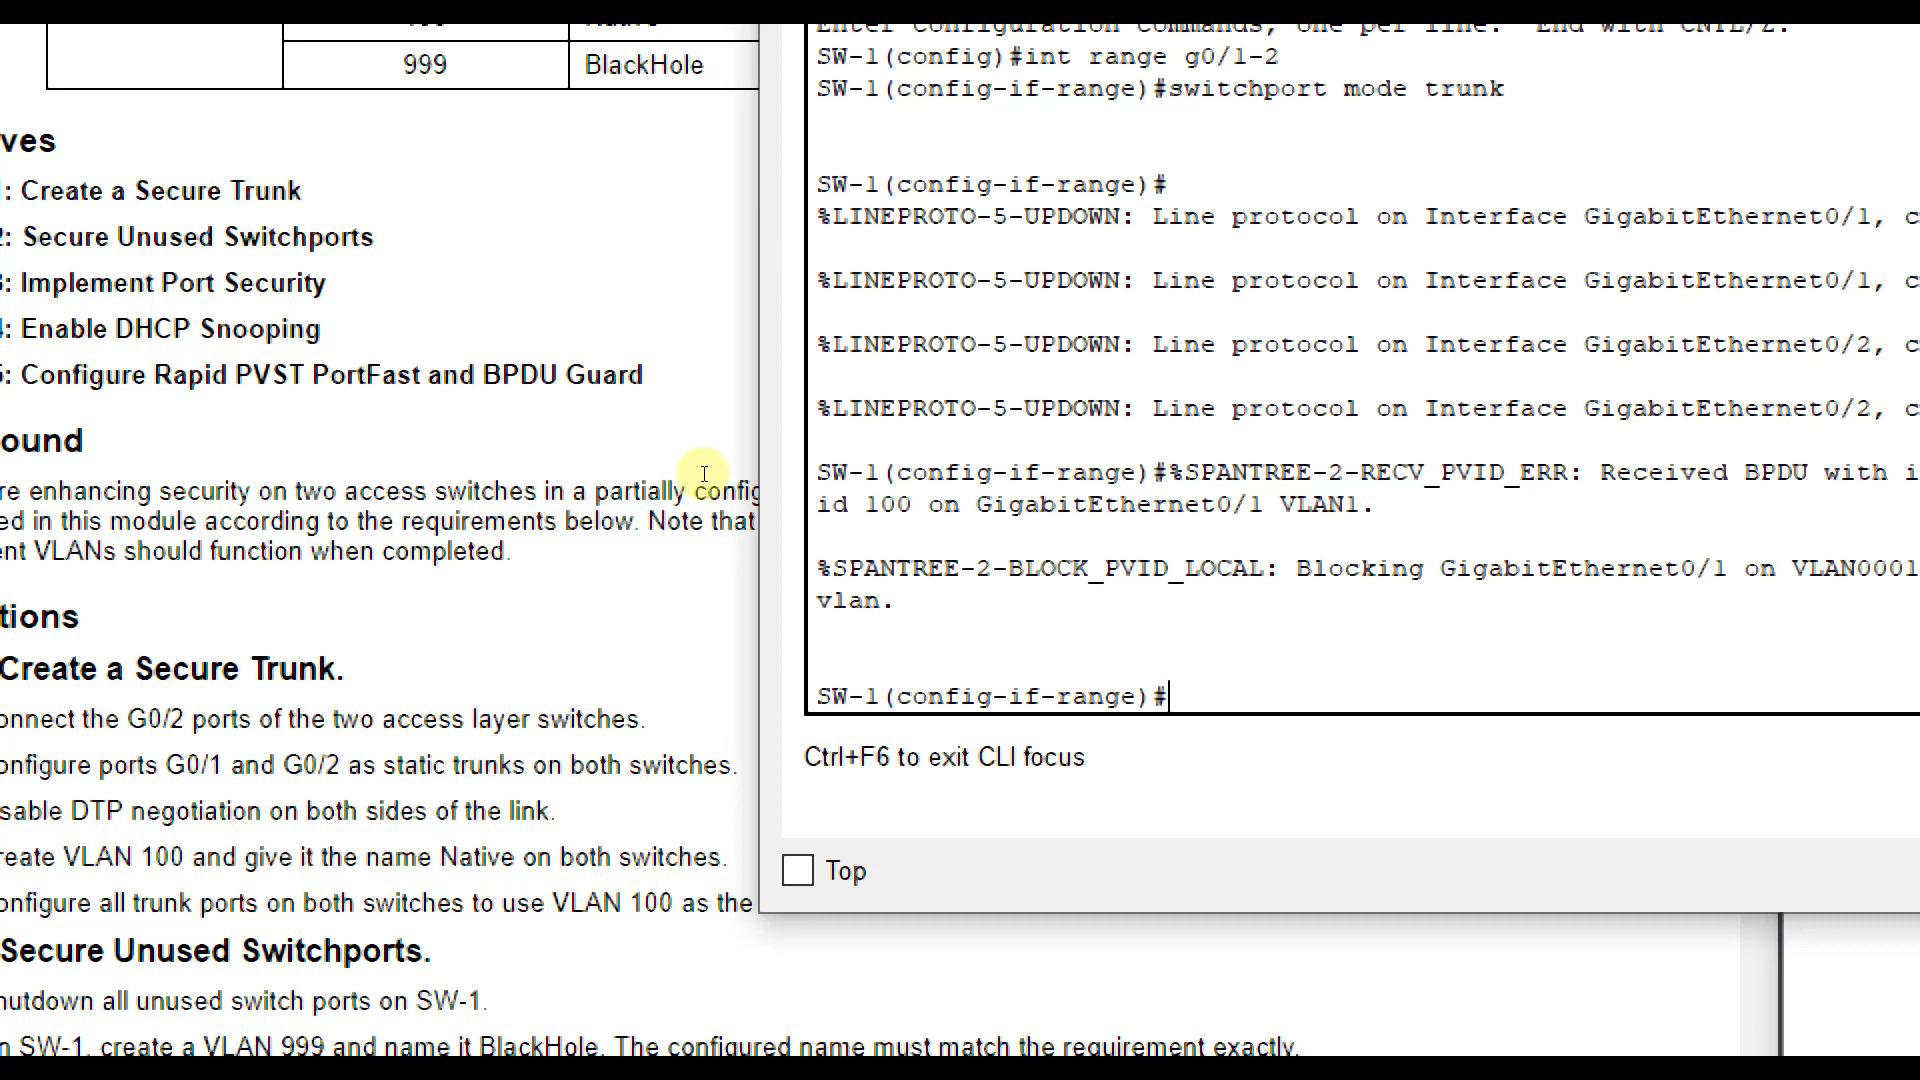 999
BlackHole
ves
: Create a Secure Trunk
: Secure Unused Switchports
: Implement Port Security
: Enable DHCP Snooping
: Configure Rapid PVST PortFast and BPDU Guard
ound
re enhancing security on two access switches in a partially config
ed in this module according to the requirements below. Note that
ent VLANs should function when completed.
tions
Create a Secure Trunk.
onnect the G0/2 ports of the two access layer switches.
onfigure ports G0/1 and G0/2 as static trunks on both switches.
sable DTP negotiation on both sides of the link.
reate VLAN 100 and give it the name Native on both switches.
onfigure all trunk ports on both switches to use VLAN 100 as the
Secure Unused Switchports.
hutdown all unused switch ports on SW-1.
n SW-1, create a VLAN 999 and name it BlackHole. The configured name must match the requirement exactly.
Enter configuration commands, one per line. End with CNTL/Z.
SW-1(config)#int range g0/1-2
SW-1(config-if-range)#switchport mode trunk
SW-1(config-if-range)#
%LINEPROTO-5-UPDOWN: Line protocol on Interface GigabitEthernet0/1, c
%LINEPROTO-5-UPDOWN: Line protocol on Interface GigabitEthernet0/1, c
%LINEPROTO-5-UPDOWN: Line protocol on Interface GigabitEthernet0/2, c
%LINEPROTO-5-UPDOWN: Line protocol on Interface GigabitEthernet0/2, c
SW-1(config-if-range)#%SPANTREE-2-RECV_PVID_ERR: Received BPDU with i
id 100 on GigabitEthernet0/1 VLAN1.
%SPANTREE-2-BLOCK_PVID_LOCAL: Blocking GigabitEthernet0/1 on VLAN0001
vlan.
SW-1(config-if-range)#
Ctrl+F6 to exit CLI focus
Top